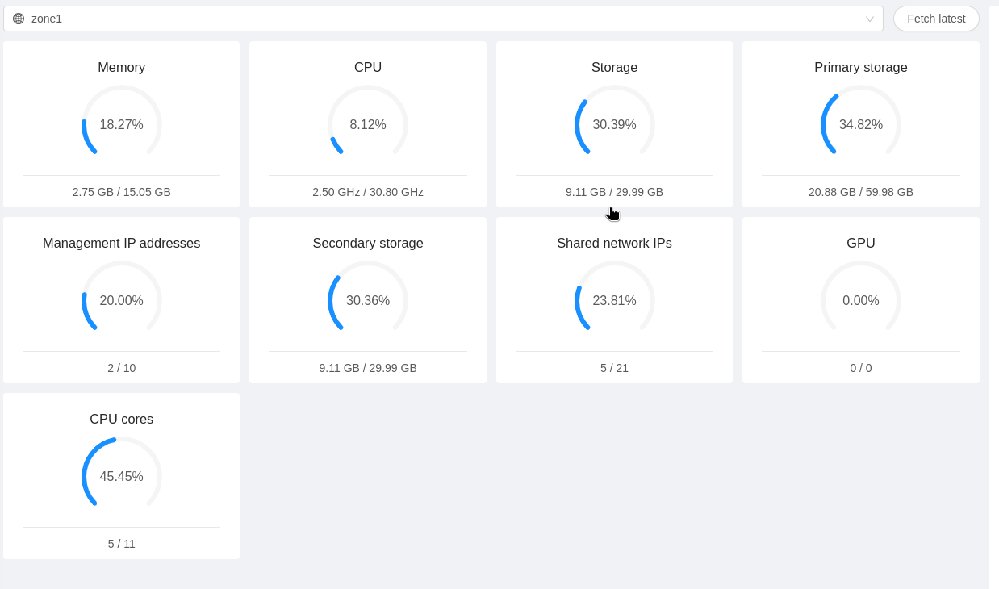 zone1
Fetch latest
Memory
18.27%
2.75 GB / 15.05 GB
CPU
8.12%
2.50 GHz / 30.80 GHz
Storage
30.39%
9.11 GB / 29.99 GB
Primary storage
34.82%
20.88 GB / 59.98 GB
Management IP addresses
20.00%
2 / 10
Secondary storage
30.36%
9.11 GB / 29.99 GB
Shared network IPs
23.81%
5 / 21
GPU
0.00%
0 / 0
CPU cores
45.45%
5 / 11